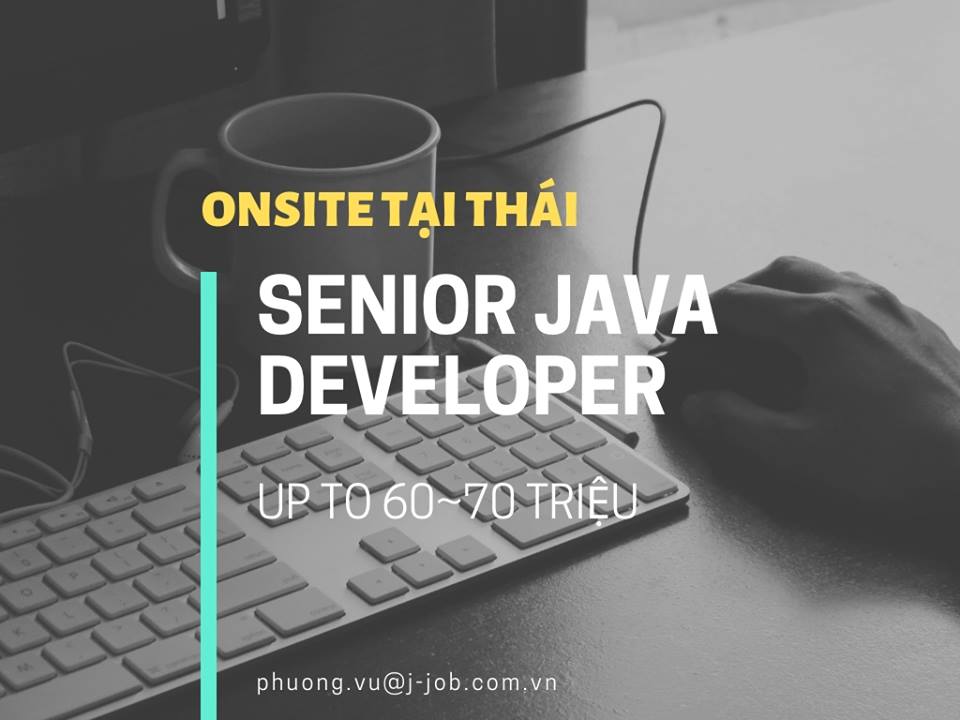 ONSITE TẠI THÁI
SENIOR JAVA
DEVELOPER
UP TO 60~70 TRIỆU
phuong.vu@j-job.com.vn